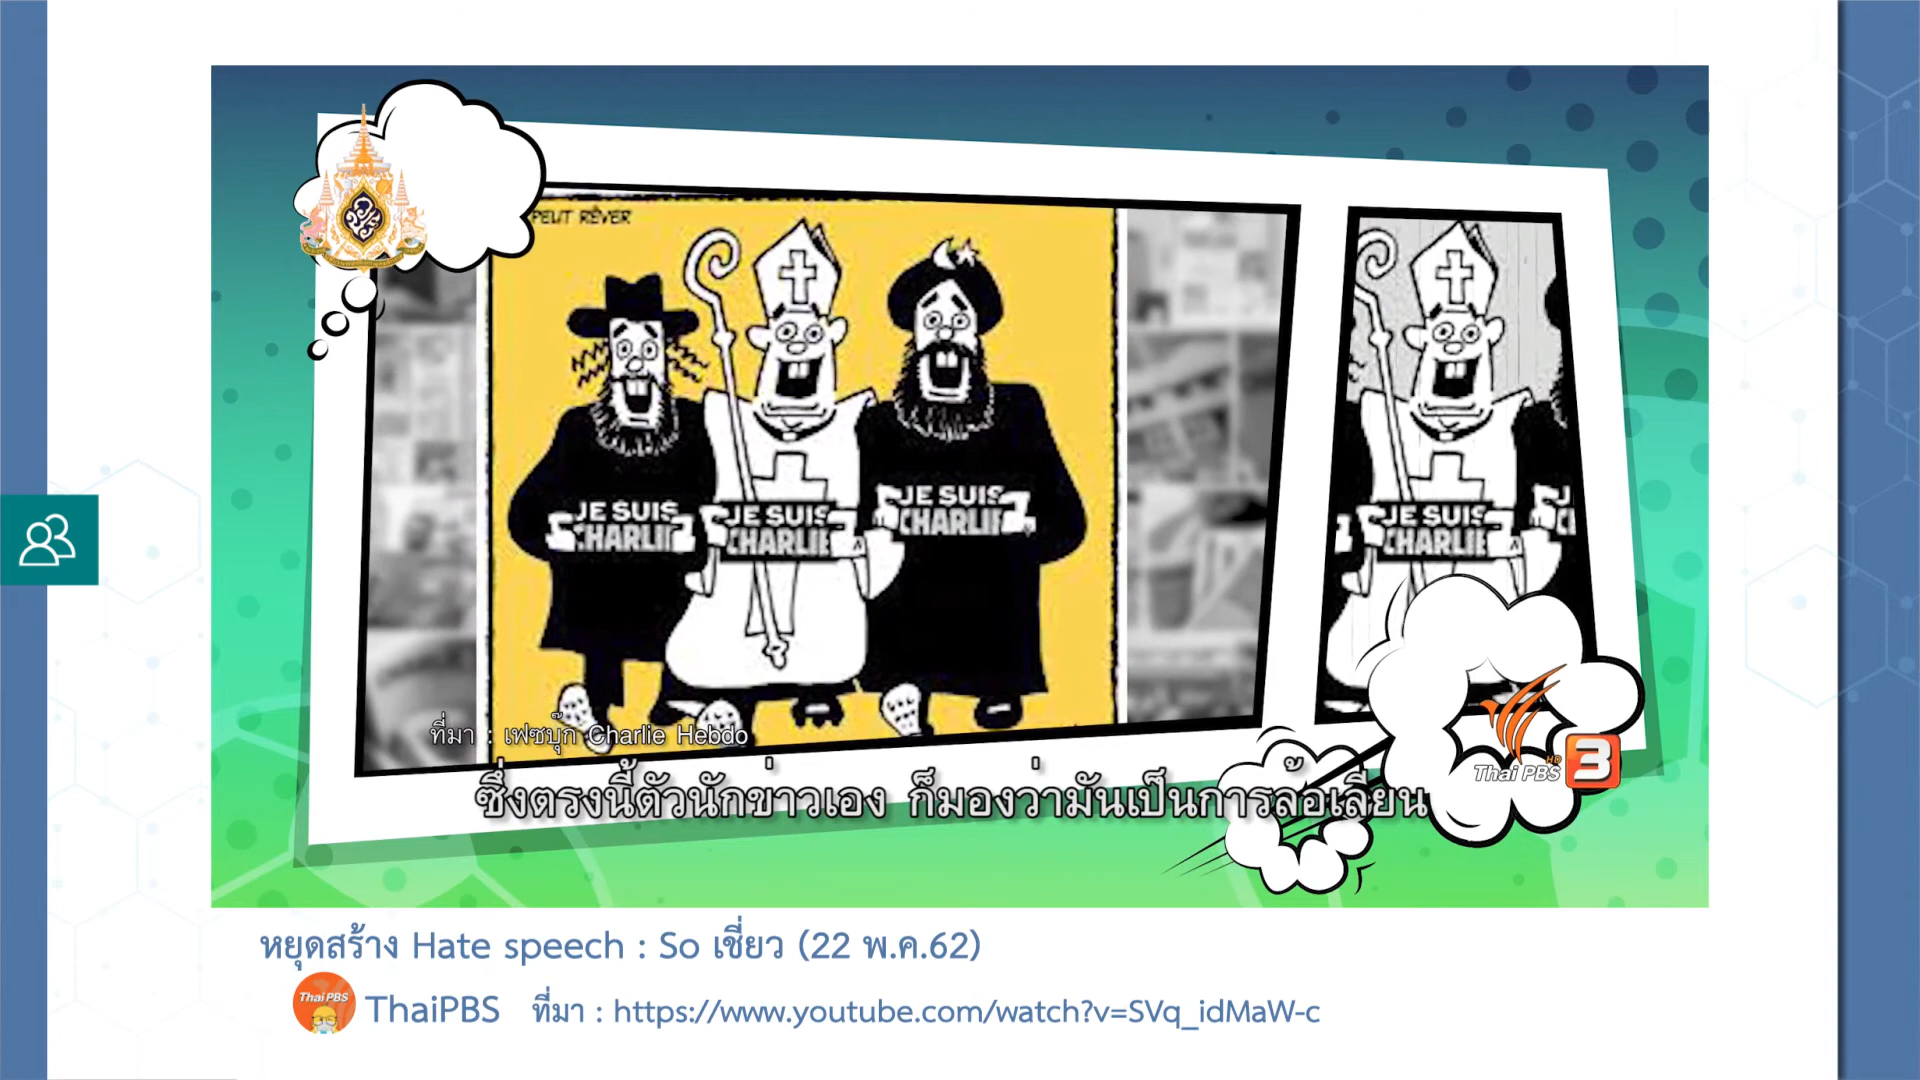 PEUT RÊVER
JE SUIS
CHARLIE
JE SUIS
CHARLIE
JE SUIS
CHARLIE
JE SUIS
CHARLIE
ที่มา : เฟซบุ๊ก Charlie Hebdo
ซึ่งตรงนี้ตัวนักข่าวเอง ก็มองว่ามันเป็นการล้อเลียน
Thai PBS HD 3
หยุดสร้าง Hate speech : So เชี่ยว (22 พ.ค.62)
Thai PBS
ThaiPBS ที่มา : https://www.youtube.com/watch?v=SVq_idMaW-c